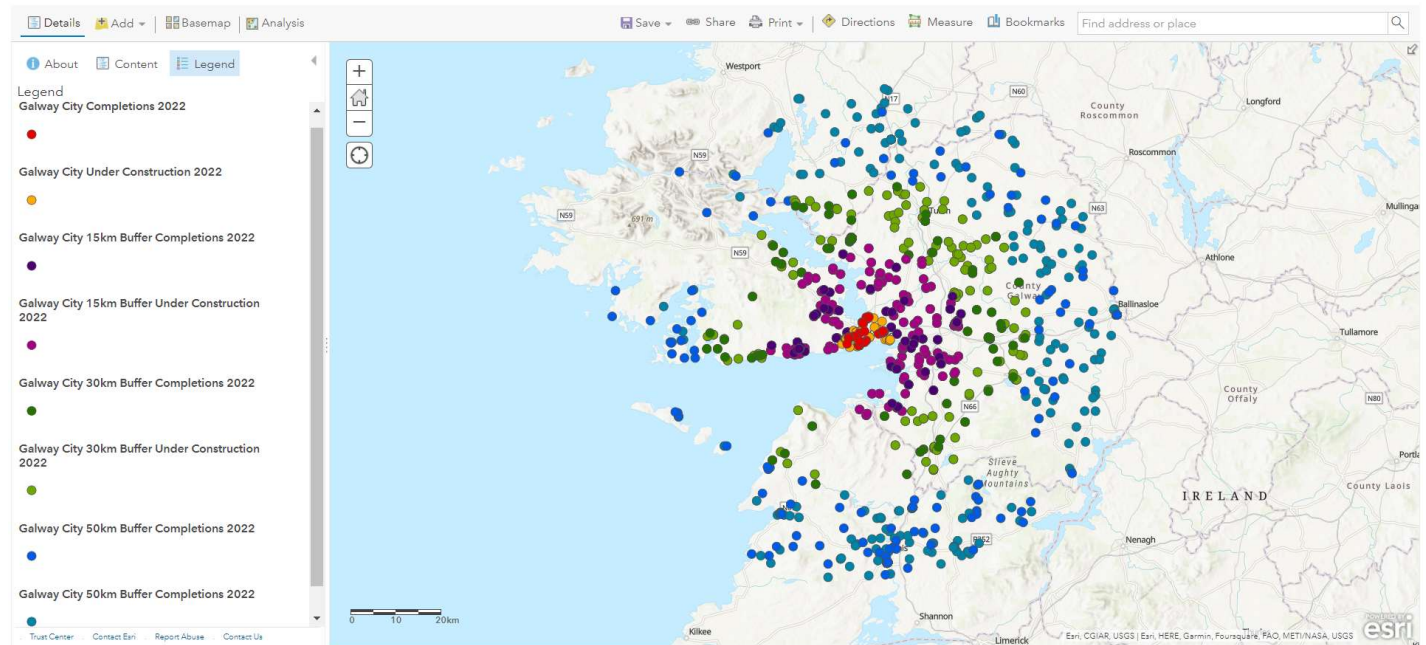 Details
Add
Basemap
Analysis
Save
Share
Print
Directions
Measure
Bookmarks
Find address or place
About
Content
Legend
Legend
Galway City Completions 2022
Galway City Under Construction 2022
Galway City 15km Buffer Completions 2022
Galway City 15km Buffer Under Construction
2022
Galway City 30km Buffer Completions 2022
Galway City 30km Buffer Under Construction
2022
Galway City 50km Buffer Completions 2022
Galway City 50km Buffer Completions 2022
Trust Center
Contact Esri
Report Abuse
Contact Us
Westport
N17
N60
County
Roscommon
Longford
Roscommon
N59
Mullinga
N59
691 m
N63
N59
Athlone
County
Ballinasloe
Tullamore
County
Offaly
N80
N66
Portla
Slieve
Aughty
Mountains
County Laois
IRELAND
Nenagh
Shannon
Kilkee
Limerick
0 10 20km
Esri, CGIAR, USGS | Esri, HERE, Garmin, Foursquare, FAO, METI/NASA, USGS
POWERED BY
esri